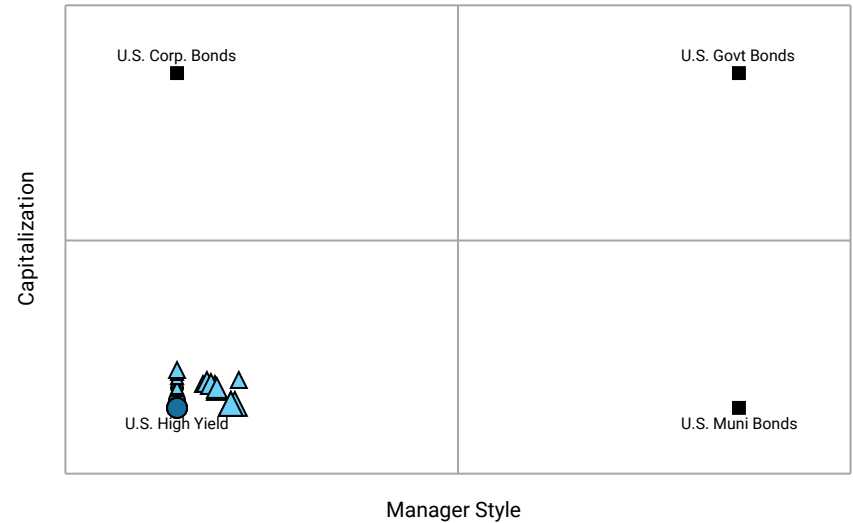 U.S. Corp. Bonds
U.S. Govt Bonds
Capitalization
U.S. High Yield
U.S. Muni Bonds
Manager Style